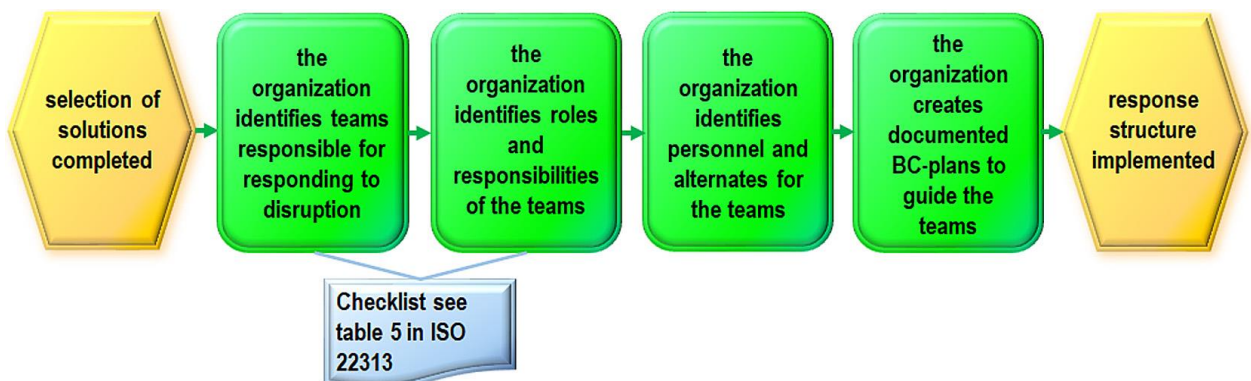 selection of
solutions
completed
the
organization
identifies teams
responsible for
responding to
disruption
the
organization
identifies roles
and
responsibilities
of the teams
the
organization
identifies
personnel and
alternates for
the teams
the
organization
creates
documented
BC-plans to
guide the
teams
response
structure
implemented
Checklist see
table 5 in ISO
22313